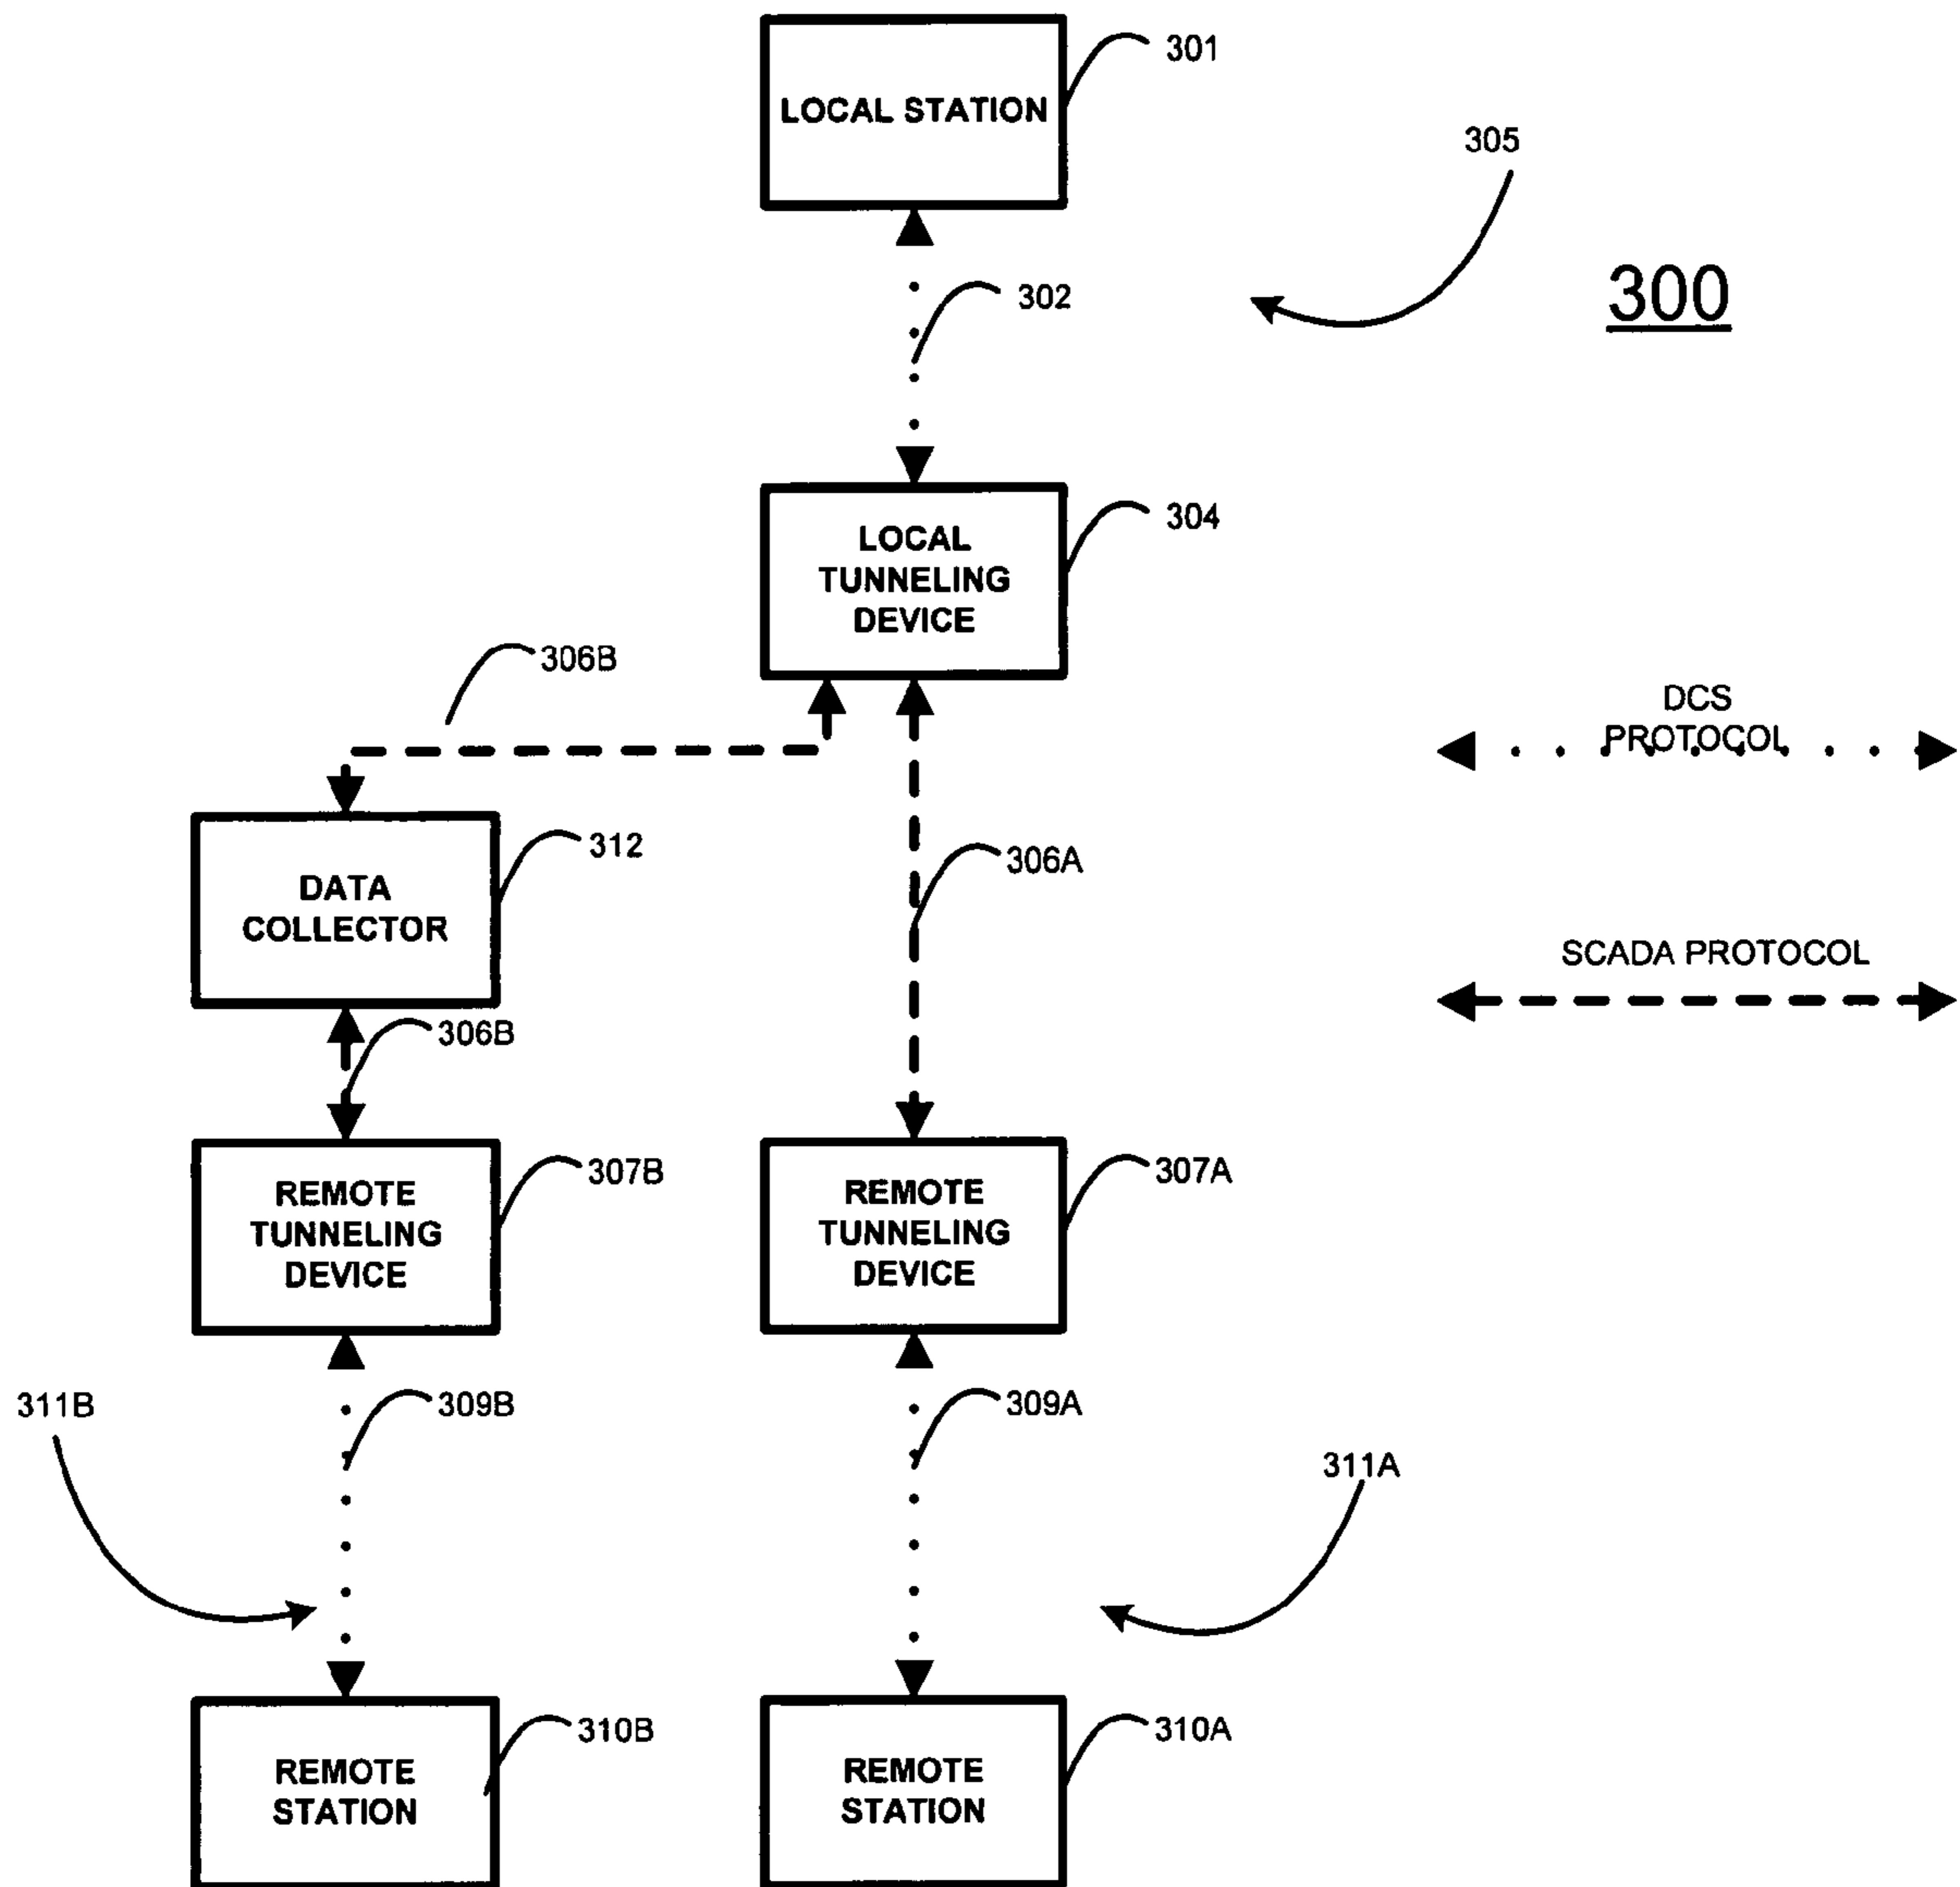 301
LOCAL STATION
305
300
302
304
LOCAL
TUNNELING
DEVICE
306B
DCS
PROTOCOL
312
306A
DATA
COLLECTOR
SCADA PROTOCOL
306B
307B
307A
REMOTE
TUNNELING
DEVICE
REMOTE
TUNNELING
DEVICE
311B
309B
309A
311A
310B
310A
REMOTE
STATION
REMOTE
STATION